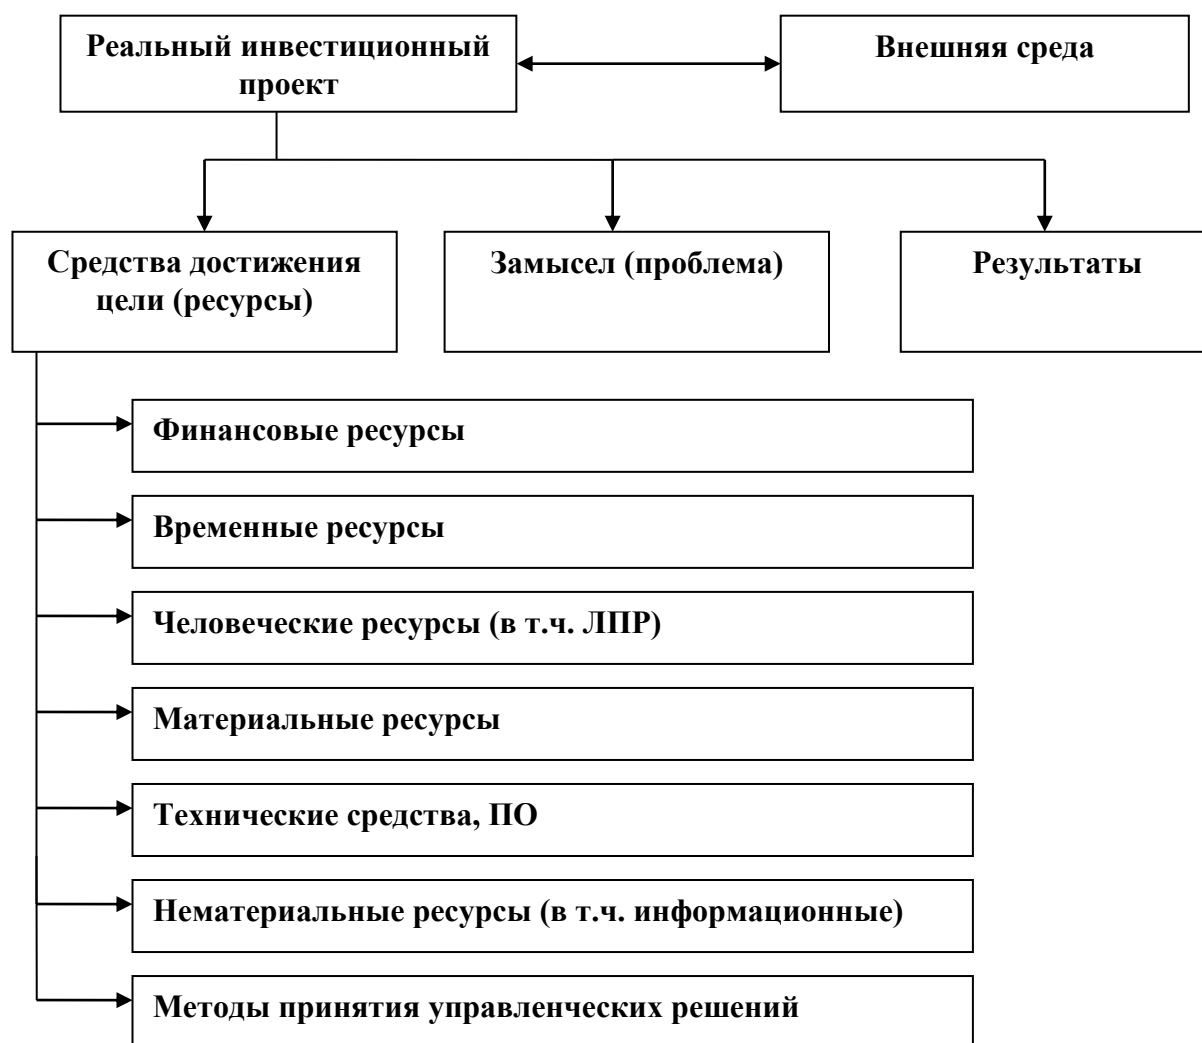 Реальный инвестиционный
проект
Внешняя среда
Средства достижения
цели (ресурсы)
Замысел (проблема)
Результаты
Финансовые ресурсы
Временные ресурсы
Человеческие ресурсы (в т.ч. ЛПР)
Материальные ресурсы
Технические средства, ПО
Нематериальные ресурсы (в т.ч. информационные)
Методы принятия управленческих решений